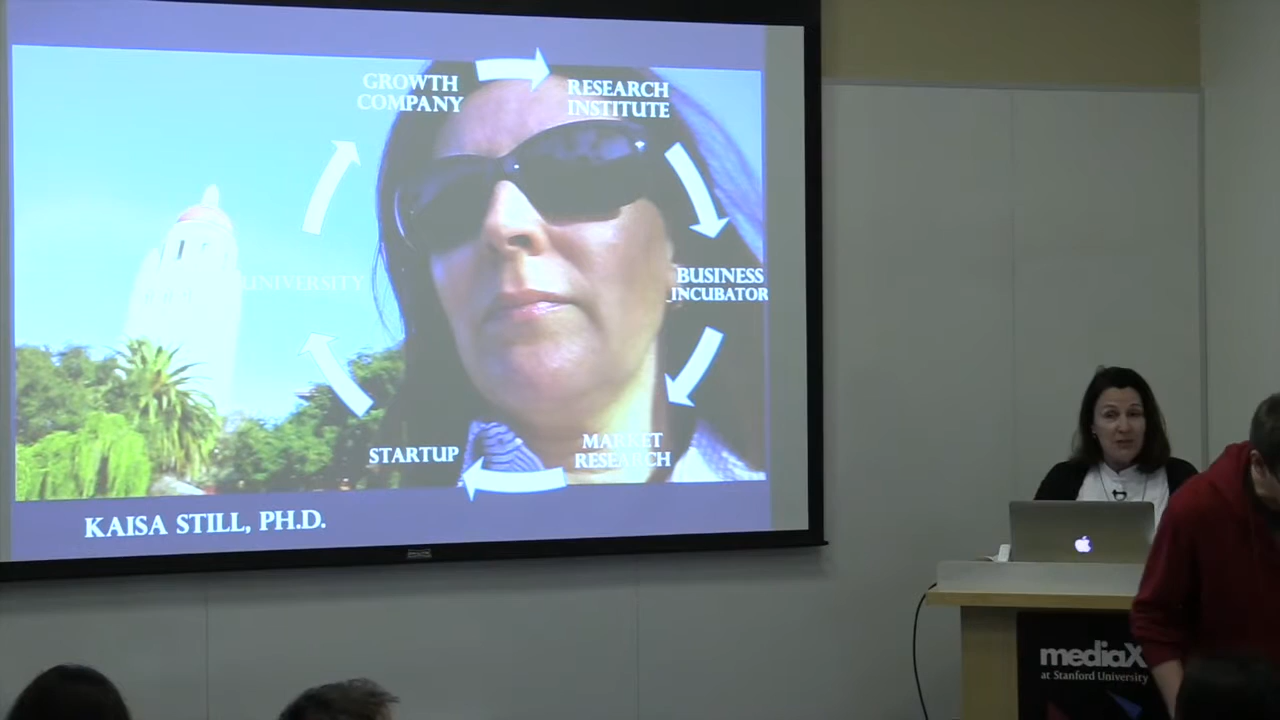 GROWTH
COMPANY
RESEARCH
INSTITUTE
UNIVERSITY
BUSINESS
INCUBATOR
STARTUP
MARKET
RESEARCH
KAISA STILL, PH.D.
mediaX
at Stanford University